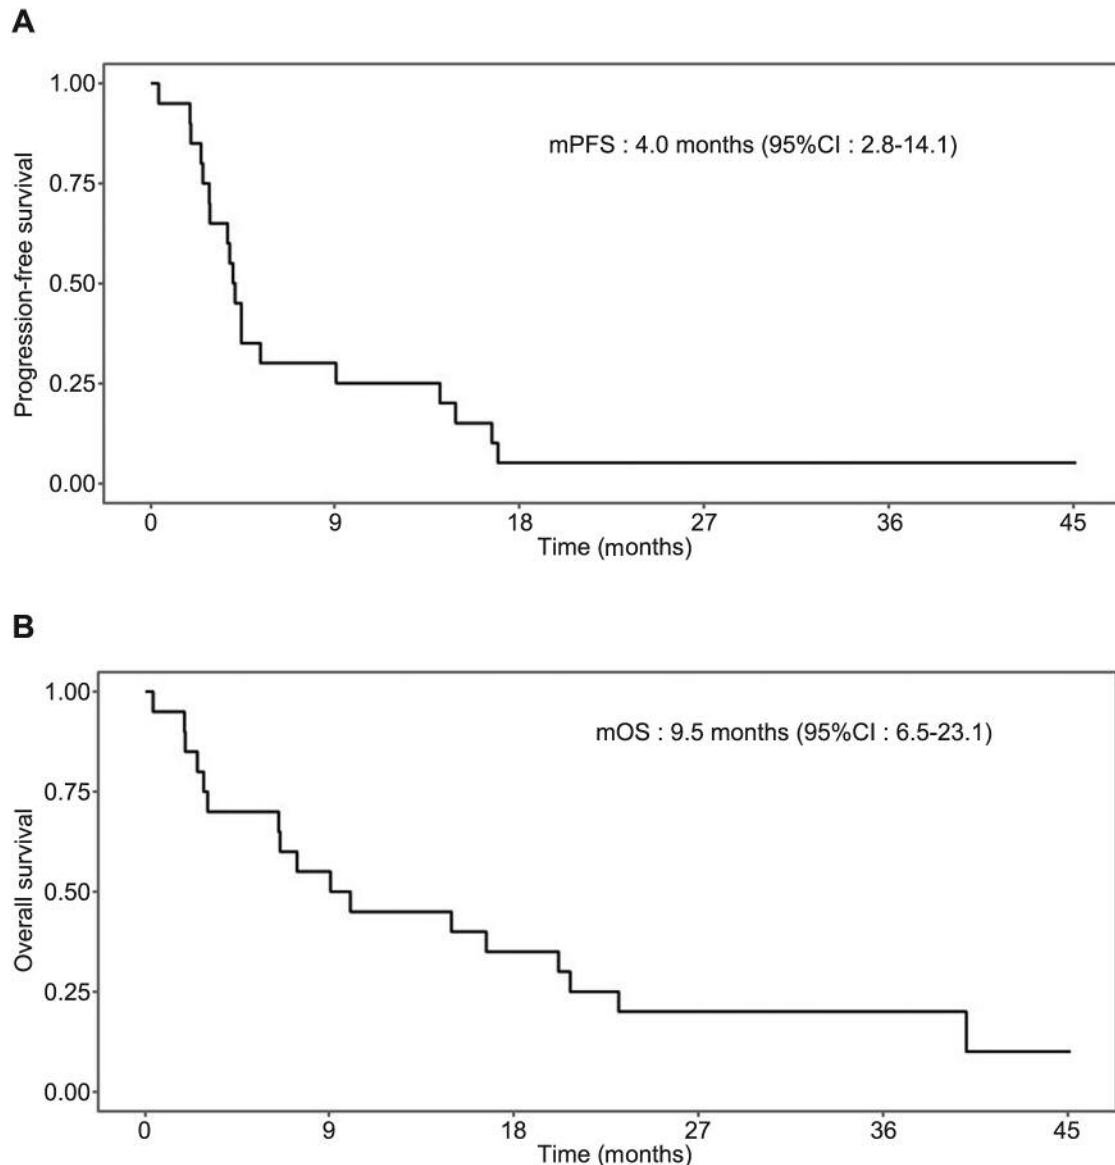 A
mPFS : 4.0 months (95%CI : 2.8-14.1)
Progression-free survival
1.00
0.75
0.50
0.25
0.00
0 9 18 27 36 45
Time (months)
B
mOS : 9.5 months (95%CI : 6.5-23.1)
Overall survival
1.00
0.75
0.50
0.25
0.00
0 9 18 27 36 45
Time (months)